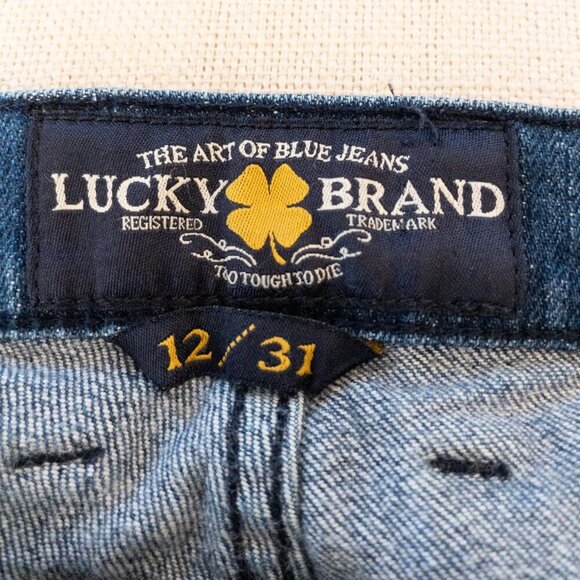 THE ART OF BLUE JEANS
LUCKY BRAND
REGISTERED TRADEMARK
TOO TOUGH TO DIE
12/31